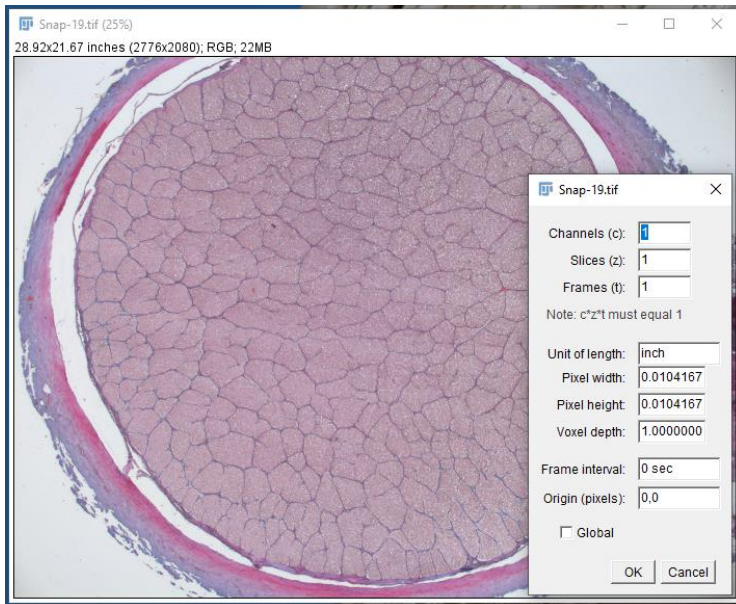 Snap-19.tif (25%)
28.92x21.67 inches (2776x2080); RGB; 22MB
Snap-19.tif
Channels (c): 1
Slices (z): 1
Frames (t): 1
Note: c*z*t must equal 1
Unit of length: inch
Pixel width: 0.0104167
Pixel height: 0.0104167
Voxel depth: 1.0000000
Frame interval: 0 sec
Origin (pixels): 0,0
Global
OK Cancel